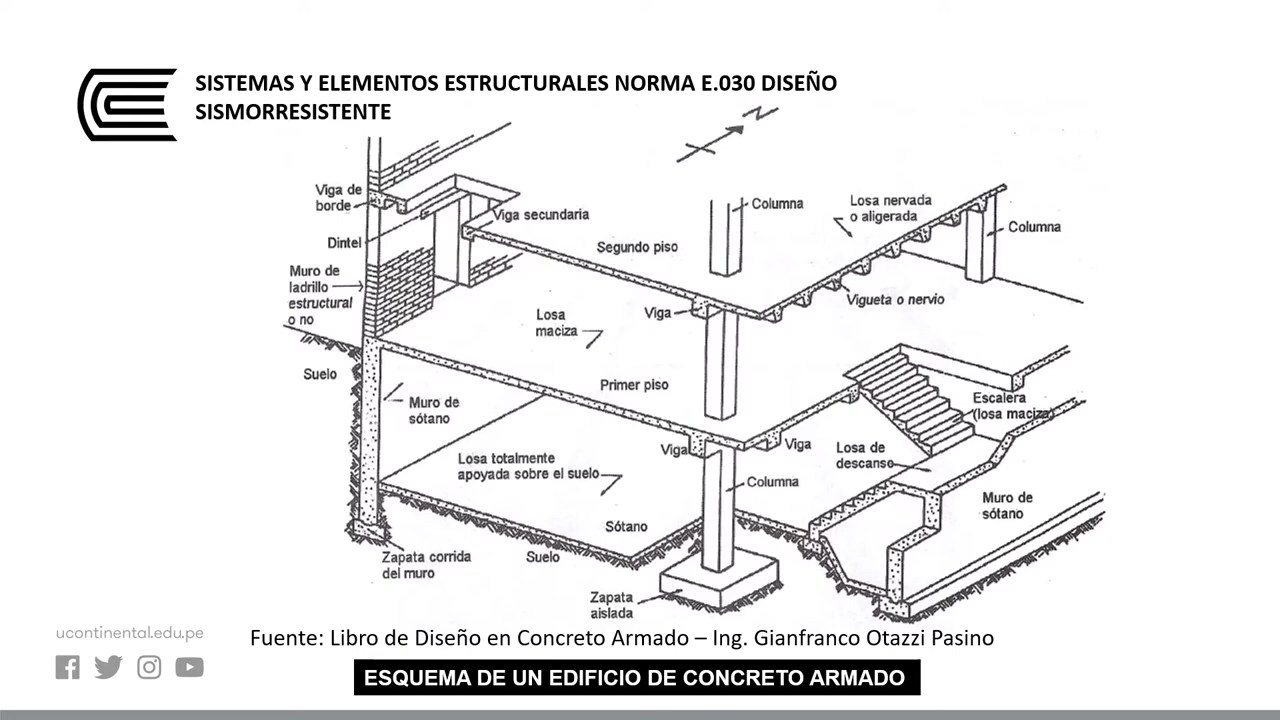 SISTEMAS Y ELEMENTOS ESTRUCTURALES NORMA E.030 DISEÑO
SISMORRESISTENTE
N
Viga de
borde
Viga secundaria
Columna
Losa nervada
o aligerada
Columna
Dintel
Segundo piso
Muro de
ladrillo
estructural
o no
Losa
maciza
Viga
Vigueta o nervio
Suelo
Primer piso
Muro de
sótano
Escalera
(losa maciza)
Viga
Viga
Losa de
descanso
Losa totalmente
apoyada sobre el suelo
Columna
Muro de
sótano
Sótano
Zapata corrida
del muro
Suelo
Zapata
aislada
ucontinental.edu.pe
Fuente: Libro de Diseño en Concreto Armado – Ing. Gianfranco Otazzi Pasino
ESQUEMA DE UN EDIFICIO DE CONCRETO ARMADO